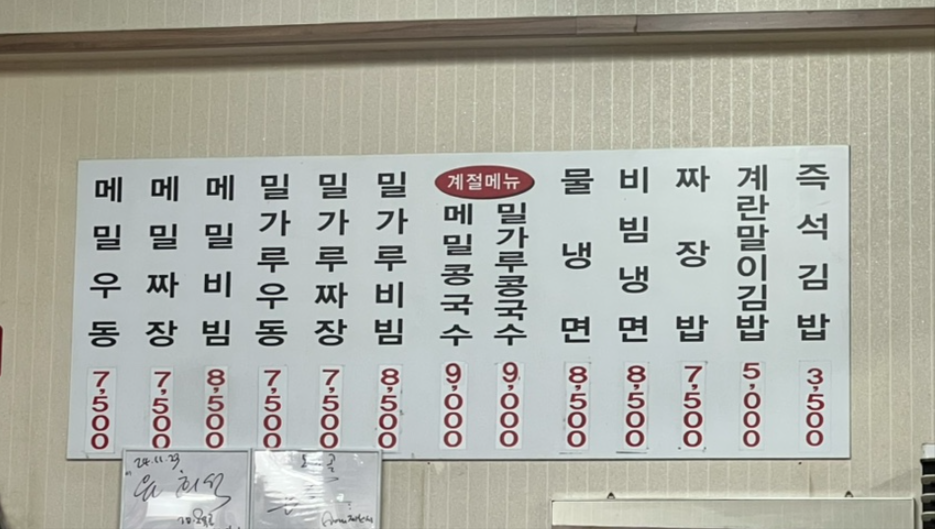 메밀우동 7,500
메밀짜장 7,500
메밀비빔 8,500
밀가루우동 7,500
밀가루짜장 7,500
밀가루비빔 8,500
계절메뉴
메밀콩국수 9,000
밀가루콩국수 9,000
물냉면 8,500
비빔냉면 8,500
짜장밥 7,500
계란말이김밥 5,000
즉석김밥 3,500
24.11.23